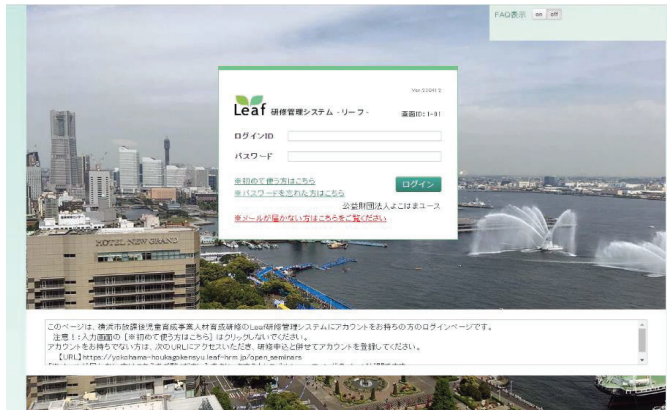 FAQ表示 on off
Leaf 研修管理システム -リーフ-
画面ID:1-01
ログインID
パスワード
※初めて使う方はこちら
※パスワードを忘れた方はこちら
ログイン
公益財団法人よこはまユース
※メールが届かない方はこちらをご覧ください
HOTEL NEW GRAND
このページは、横浜市放課後児童育成事業人材育成研修のLeaf研修管理システムにアカウントをお持ちの方のログインページです。
注意!:入力画面の【※初めて使う方はこちら】はクリックしないでください。
アカウントをお持ちでない方は、次のURLにアクセスいただき、研修申込と併せてアカウントを登録してください。
【URL】https://yokohama-houkagokensyu.leaf-hrm.jp/open_seminars